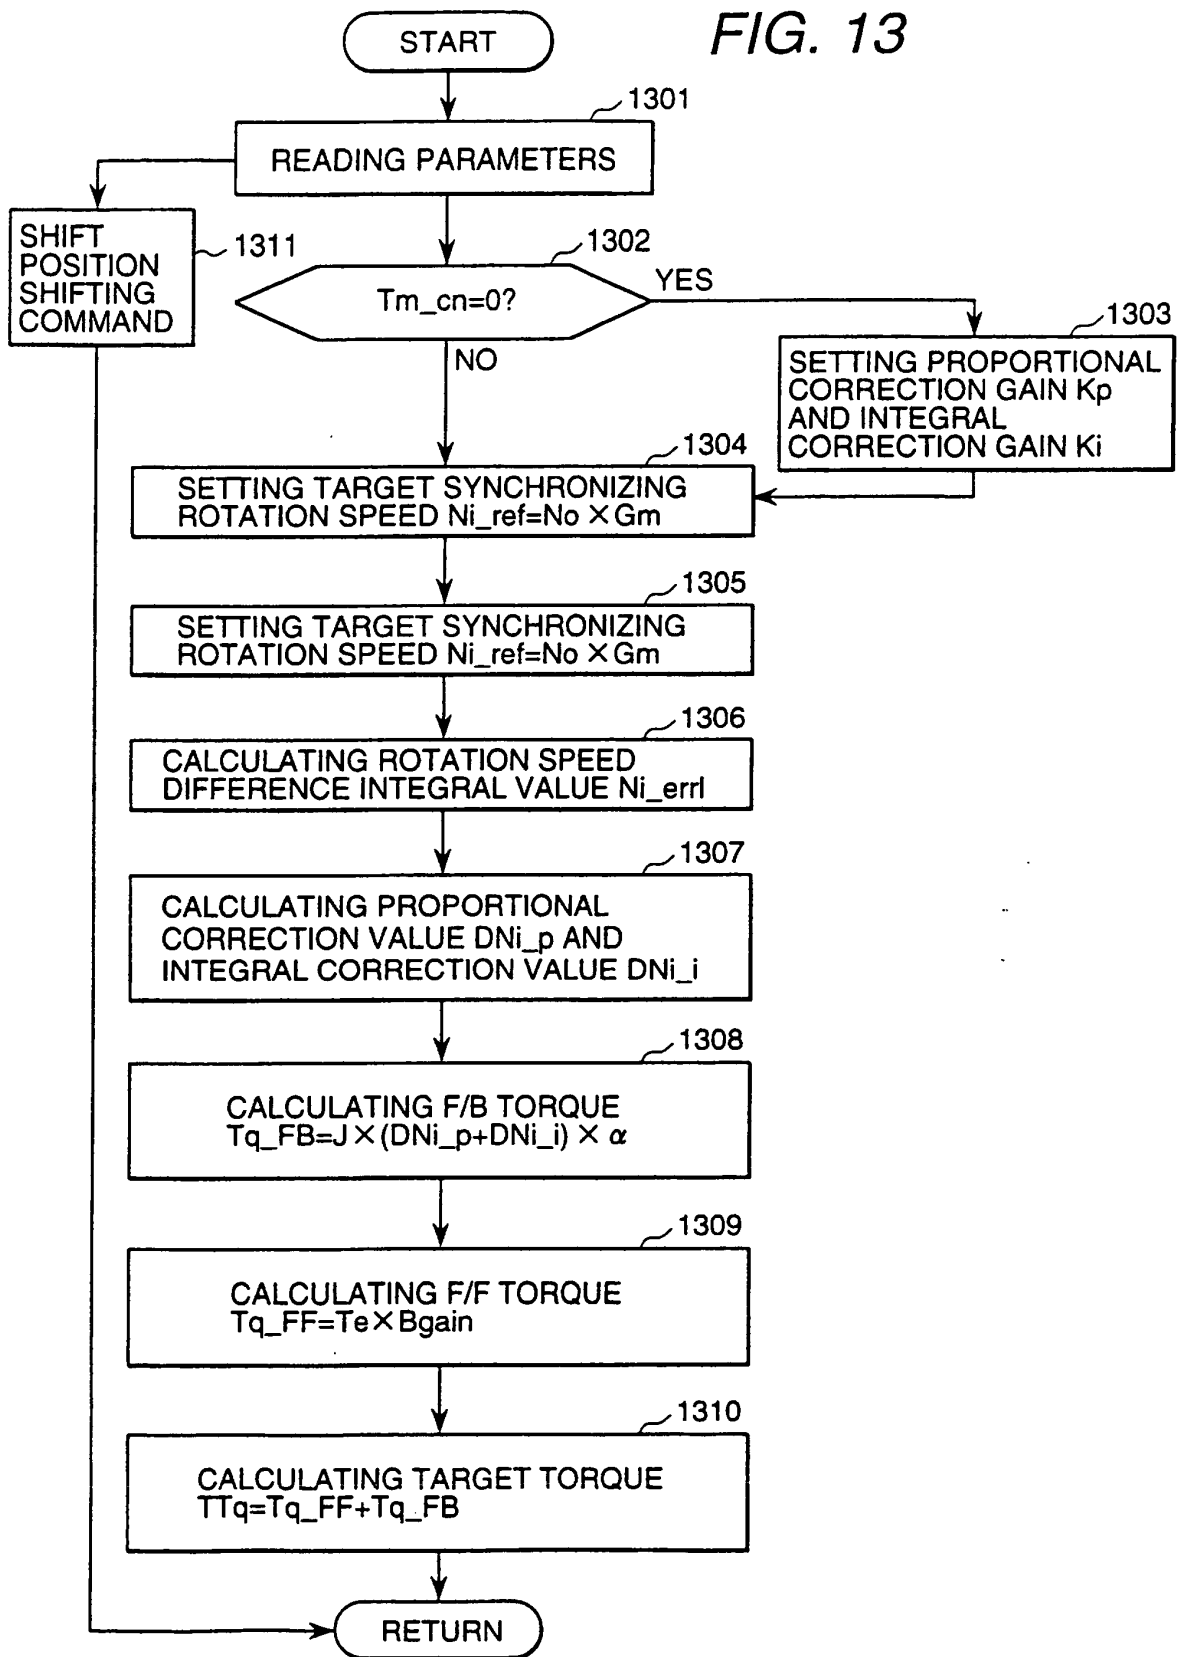 FIG. 13
START
1301
READING PARAMETERS
SHIFT
POSITION
SHIFTING
COMMAND
1311
1302
Tm_cn=0?
YES
NO
1303
SETTING PROPORTIONAL
CORRECTION GAIN Kp
AND INTEGRAL
CORRECTION GAIN Ki
1304
SETTING TARGET SYNCHRONIZING
ROTATION SPEED Ni_ref=No×Gm
1305
SETTING TARGET SYNCHRONIZING
ROTATION SPEED Ni_ref=No×Gm
1306
CALCULATING ROTATION SPEED
DIFFERENCE INTEGRAL VALUE Ni_errI
1307
CALCULATING PROPORTIONAL
CORRECTION VALUE DNi_p AND
INTEGRAL CORRECTION VALUE DNi_i
1308
CALCULATING F/B TORQUE
Tq_FB=J×(DNi_p+DNi_i)×α
1309
CALCULATING F/F TORQUE
Tq_FF=Te×Bgain
1310
CALCULATING TARGET TORQUE
TTq=Tq_FF+Tq_FB
RETURN